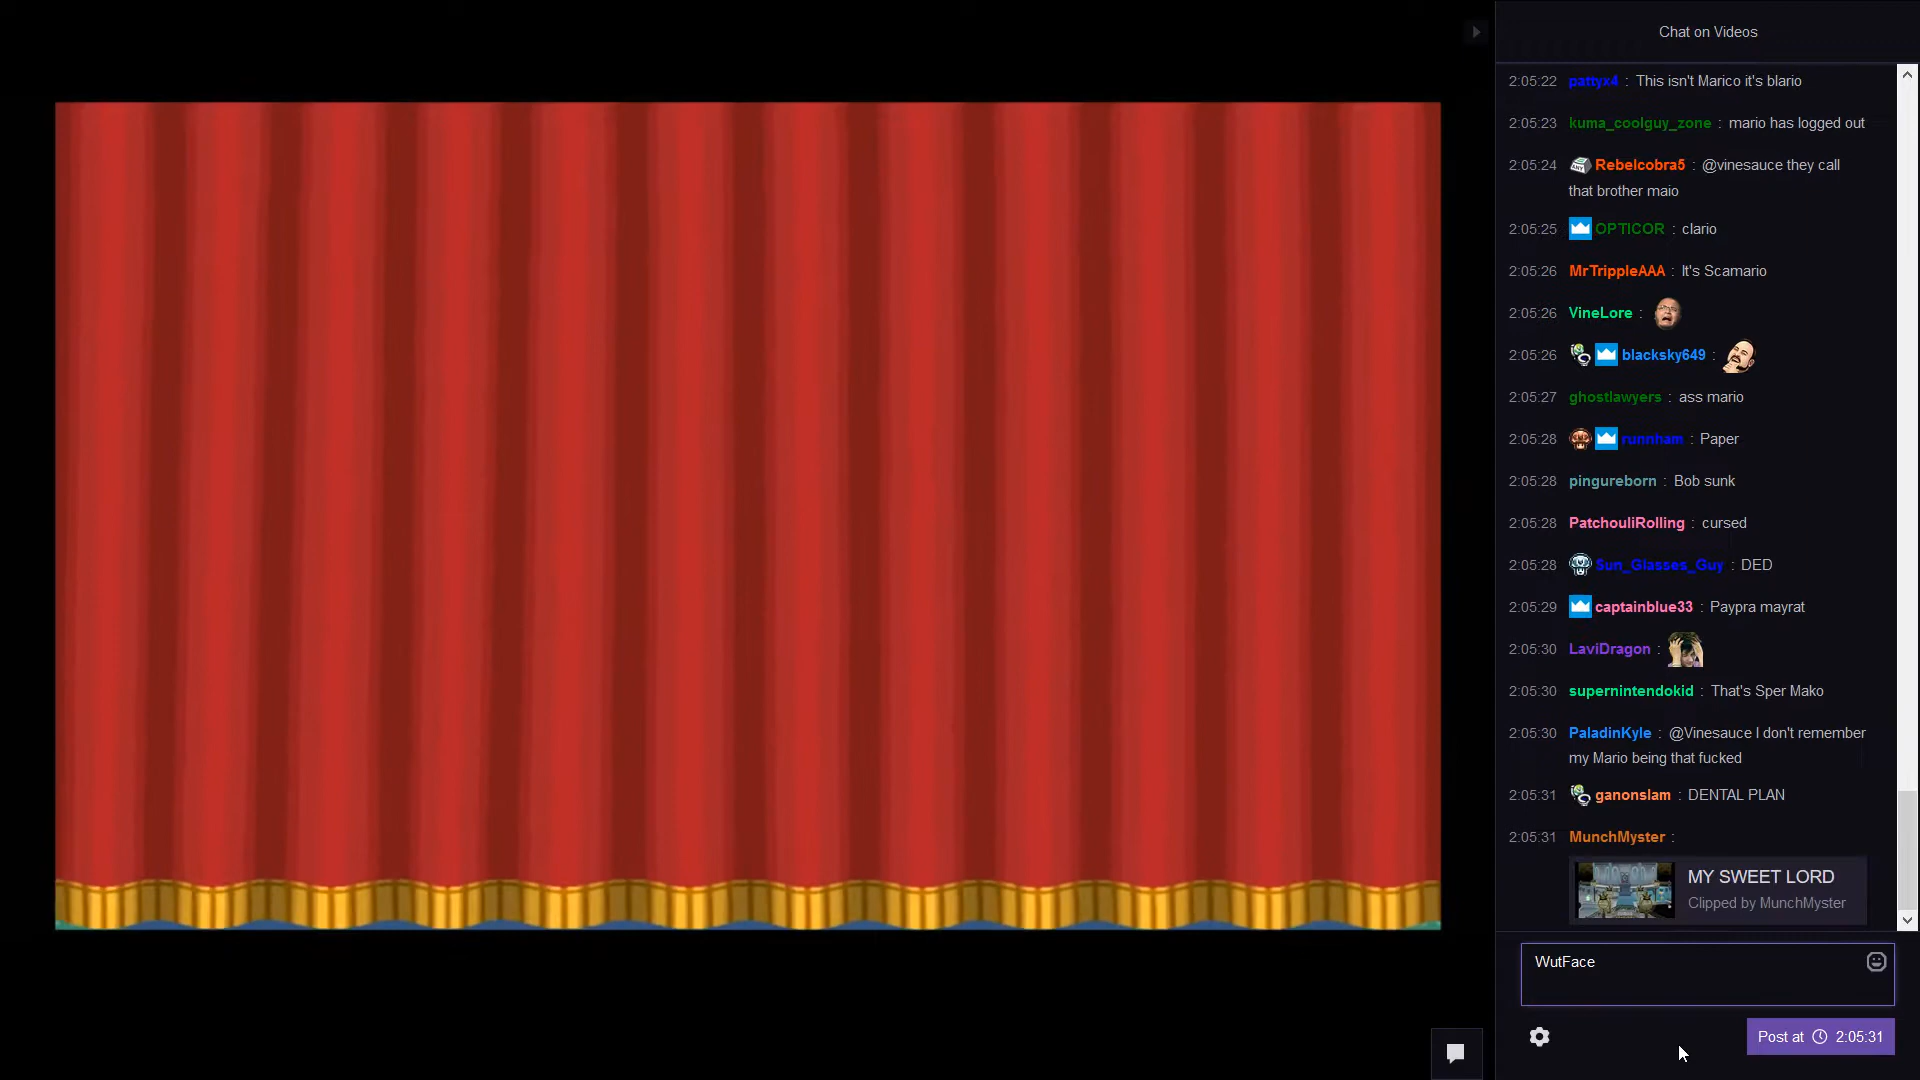 Chat on Videos
2:05:22 pattyx4 : This isn't Marico it's blario
2:05:23 kuma_coolguy_zone : mario has logged out
2:05:24 Rebelcobra5 : @vinesauce they call
that brother maio
2:05:25 OPTICOR : clario
2:05:26 MrTrippleAAA : It's Scamario
2:05:26 VineLore :
2:05:26 blacksky649 :
2:05:27 ghostlawyers : ass mario
2:05:28 runnham : Paper
2:05:28 pingureborn : Bob sunk
2:05:28 PatchouliRolling : cursed
2:05:28 Sun_Glasses_Guy : DED
2:05:29 captainblue33 : Paypra mayrat
2:05:30 LaviDragon :
2:05:30 supernintendokid : That's Sper Mako
2:05:30 PaladinKyle : @Vinesauce I don't remember
my Mario being that fucked
2:05:31 ganonslam : DENTAL PLAN
2:05:31 MunchMyster :
MY SWEET LORD
Clipped by MunchMyster
WutFace
Post at 2:05:31